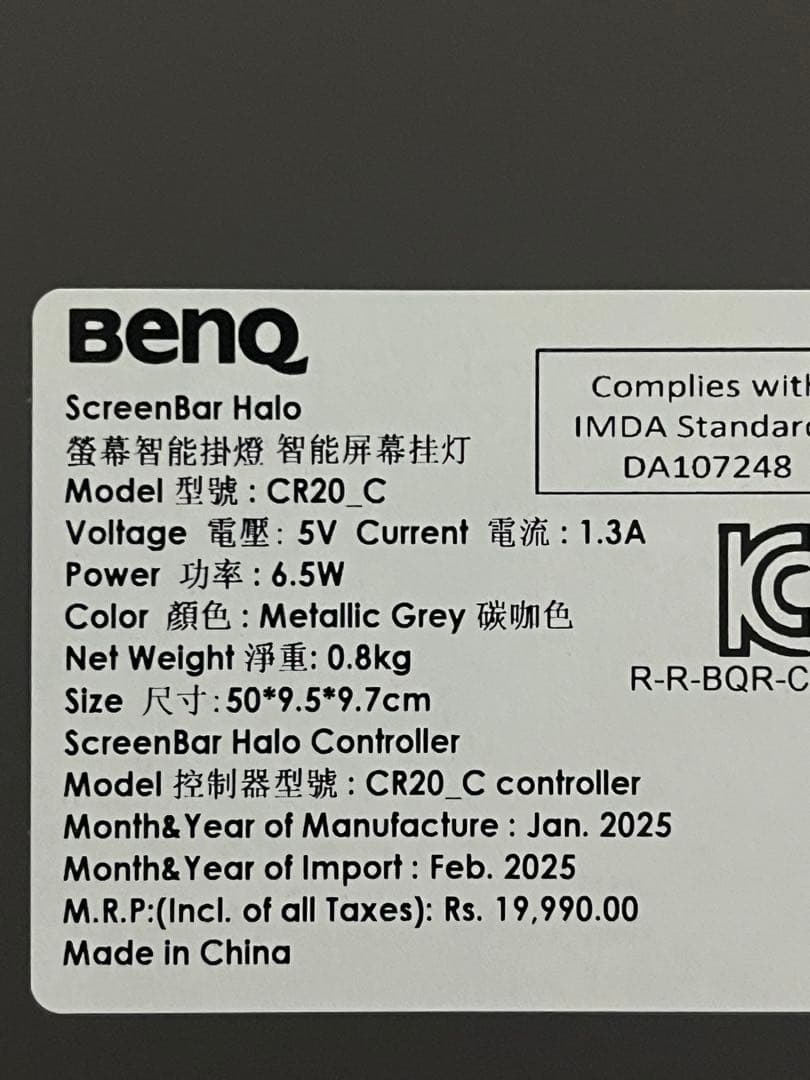 BenQ
ScreenBar Halo
螢幕智能掛燈 智能屏幕挂灯
Model 型號 : CR20_C
Voltage 電壓: 5V Current 電流 : 1.3A
Power 功率 : 6.5W
Color 顏色 : Metallic Grey 碳咖色
Net Weight 淨重: 0.8kg
Size 尺寸: 50*9.5*9.7cm
ScreenBar Halo Controller
Model 控制器型號 : CR20_C controller
Month&Year of Manufacture : Jan. 2025
Month&Year of Import : Feb. 2025
M.R.P:(Incl. of all Taxes): Rs. 19,990.00
Made in China
Complies with
IMDA Standards
DA107248
R-R-BQR-C